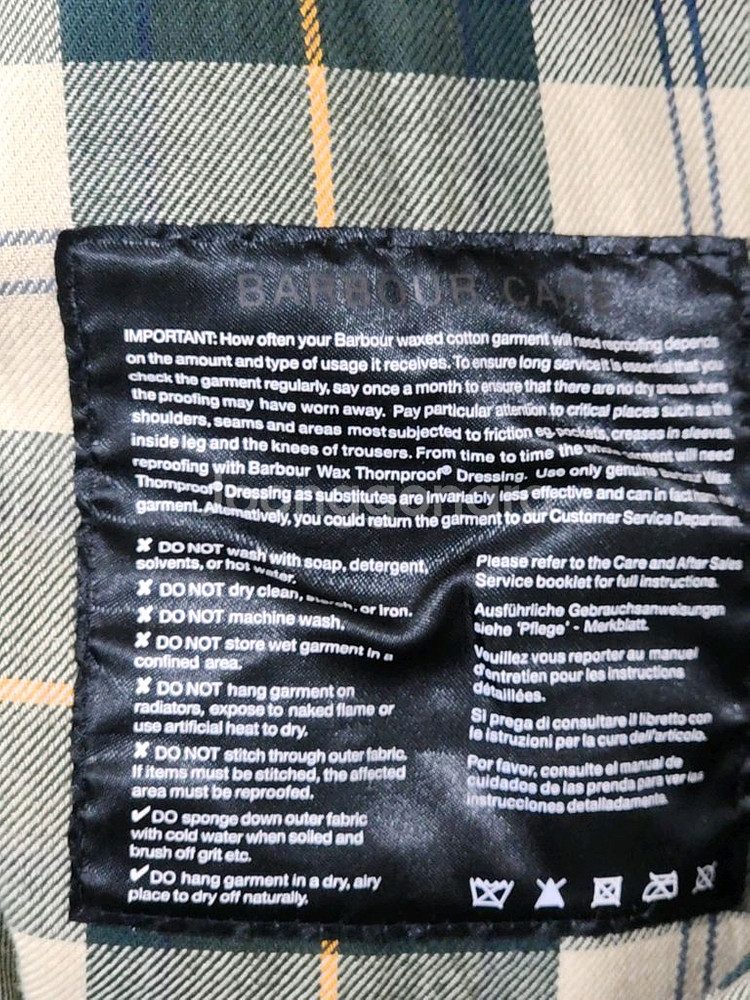 BARBOUR CARE
IMPORTANT: How often your Barbour waxed cotton garment will need reproofing depends
on the amount and type of usage it receives. To ensure long service it is essential that you
check the garment regularly, say once a month to ensure that there are no dry areas where
the proofing may have worn away. Pay particular attention to critical places such as the
shoulders, seams and areas most subjected to friction eg. pockets, creases in sleeves,
inside leg and the knees of trousers. From time to time the garment will need
reproofing with Barbour Wax Thornproof® Dressing. Use only genuine
Thornproof® Dressing as substitutes are invariably less effective and can in fact
garment. Alternatively, you could return the garment to our Customer Service Department.
✘ DO NOT wash with soap, detergent,
solvents, or hot water.
✘ DO NOT dry clean, starch, or iron.
✘ DO NOT machine wash.
✘ DO NOT store wet garment in a
confined area.
✘ DO NOT hang garment on
radiators, expose to naked flame or
use artificial heat to dry.
✘ DO NOT stitch through outer fabric.
If items must be stitched, the affected
area must be reproofed.
✔ DO sponge down outer fabric
with cold water when soiled and
brush off grit etc.
✔ DO hang garment in a dry, airy
place to dry off naturally.
Please refer to the Care and After Sales
Service booklet for full instructions.
Ausführliche Gebrauchsanweisungen
siehe 'Pflege' - Merkblatt.
Veuillez vous reporter au manuel
d'entretien pour les instructions
détaillées.
Si prega di consultare il libretto con
le istruzioni per la cura dell'articolo.
Por favor, consulte el manual de
cuidados de las prenda para ver las
instrucciones detalladamente.